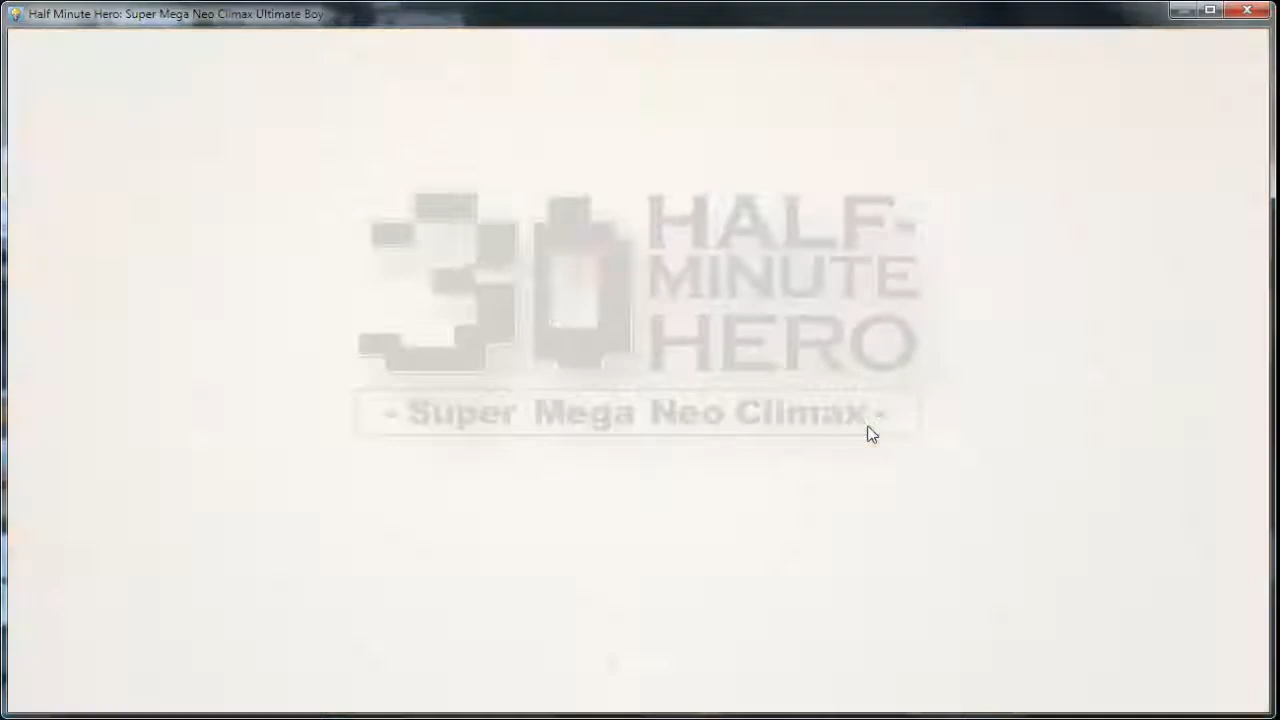 Half Minute Hero: Super Mega Neo Climax Ultimate Boy
30
HALF-
MINUTE
HERO
- Super Mega Neo Climax -